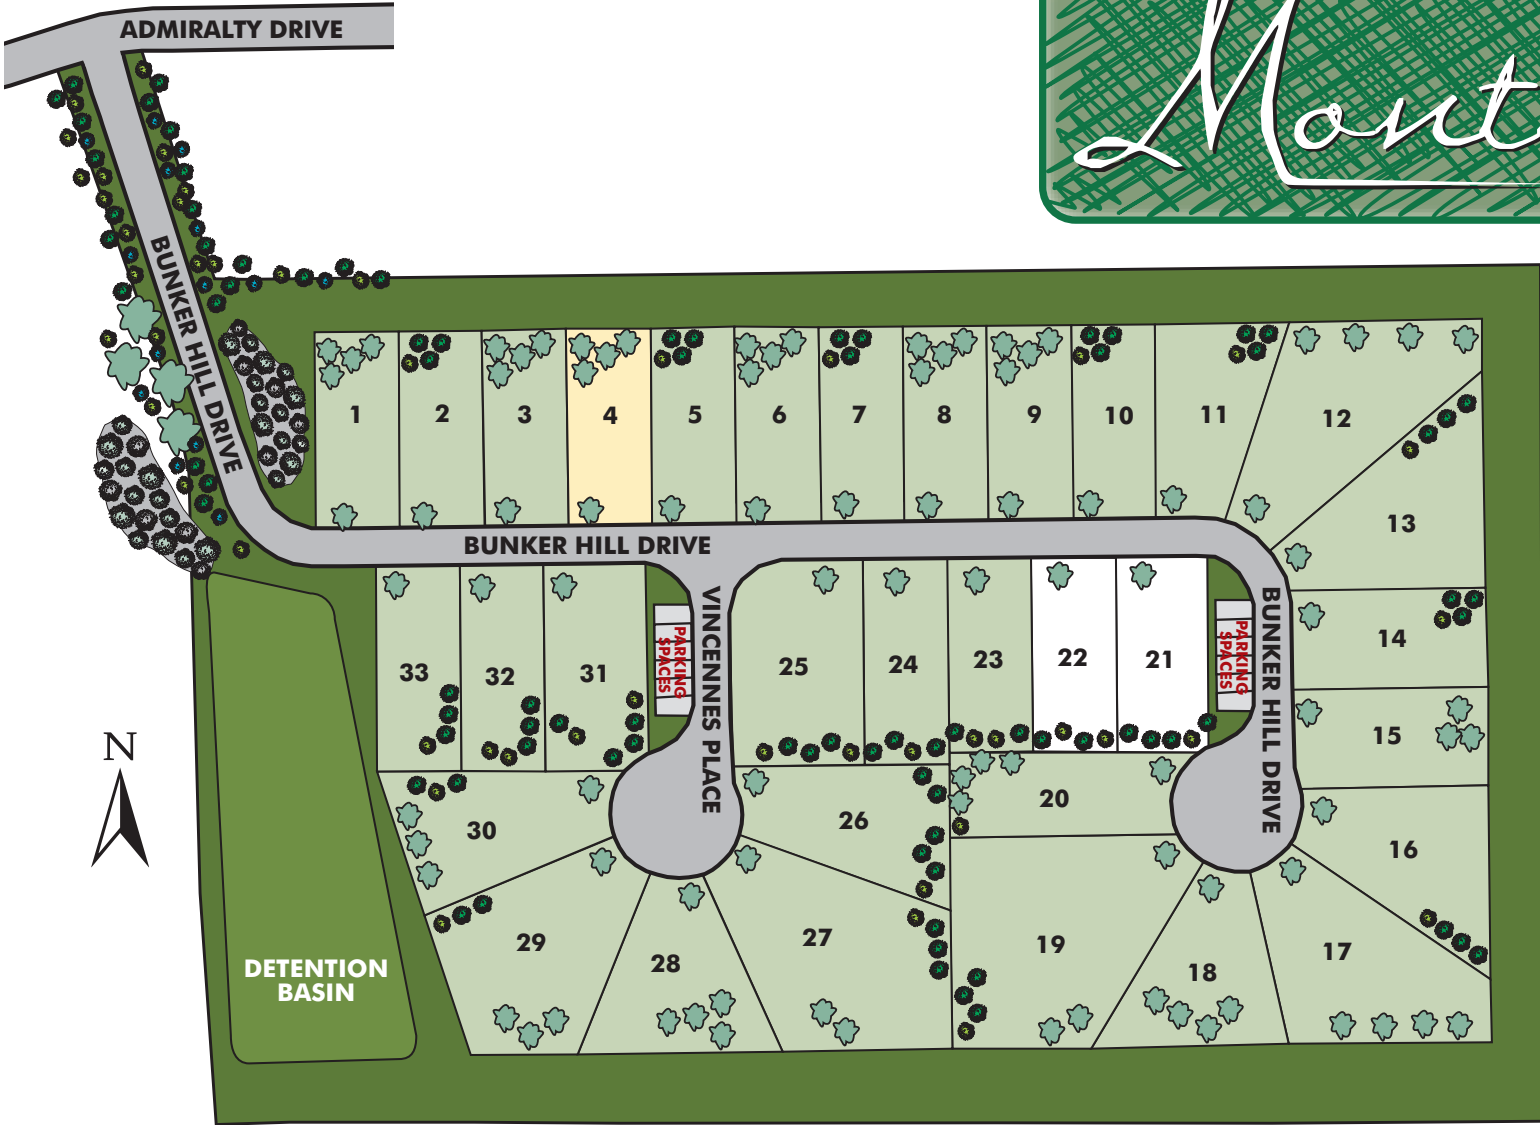 ADMIRALTY DRIVE
Mont
BUNKER HILL DRIVE
1
2
3
4
5
6
7
8
9
10
11
12
13
BUNKER HILL DRIVE
VINCENNES PLACE
PARKING
SPACES
33
32
31
25
24
23
22
21
PARKING
SPACES
BUNKER HILL DRIVE
14
15
N
30
26
20
16
29
28
27
19
18
17
DETENTION
BASIN